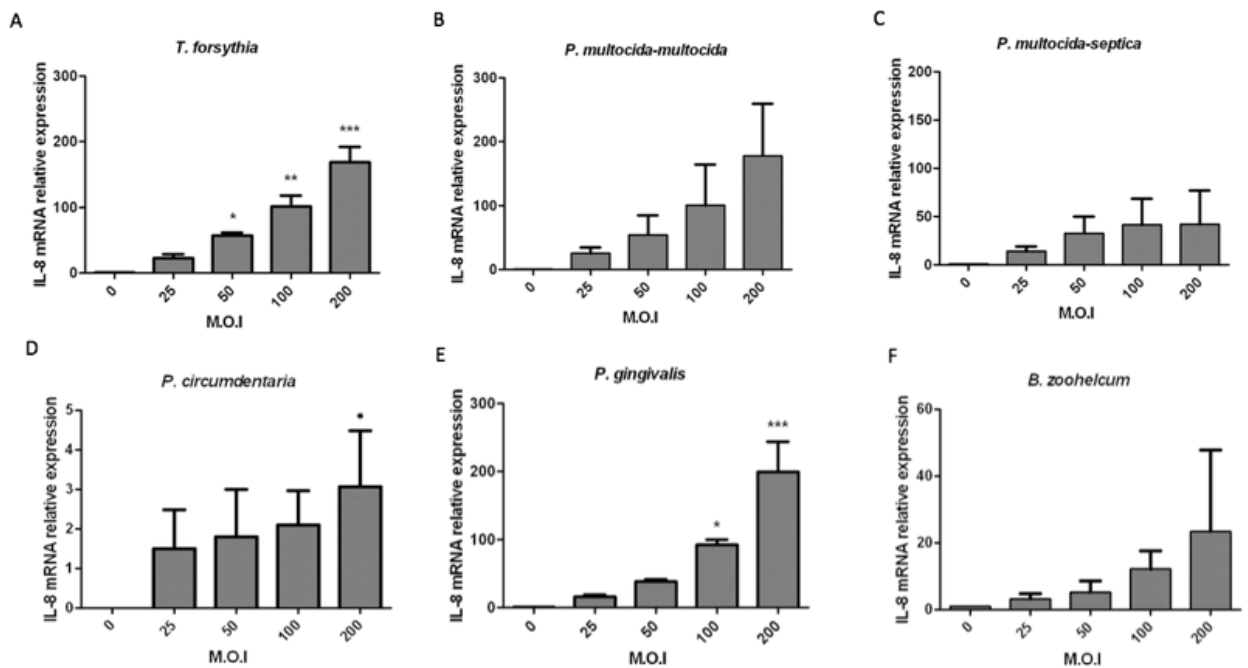 A
T. forsythia
IL-8 mRNA relative expression
300
200
100
0
*
**
***
0
25
50
100
200
M.O.I
B
P. multocida-multocida
IL-8 mRNA relative expression
300
200
100
0
0
25
50
100
200
M.O.I
C
P. multocida-septica
IL-8 mRNA relative expression
200
150
100
50
0
0
25
50
100
200
M.O.I
D
P. circumdentaria
IL-8 mRNA relative expression
5
4
3
2
1
0
*
0
25
50
100
200
M.O.I
E
P. gingivalis
IL-8 mRNA relative expression
300
200
100
0
*
***
0
25
50
100
200
M.O.I
F
B. zoohelcum
IL-8 mRNA relative expression
60
40
20
0
0
25
50
100
200
M.O.I